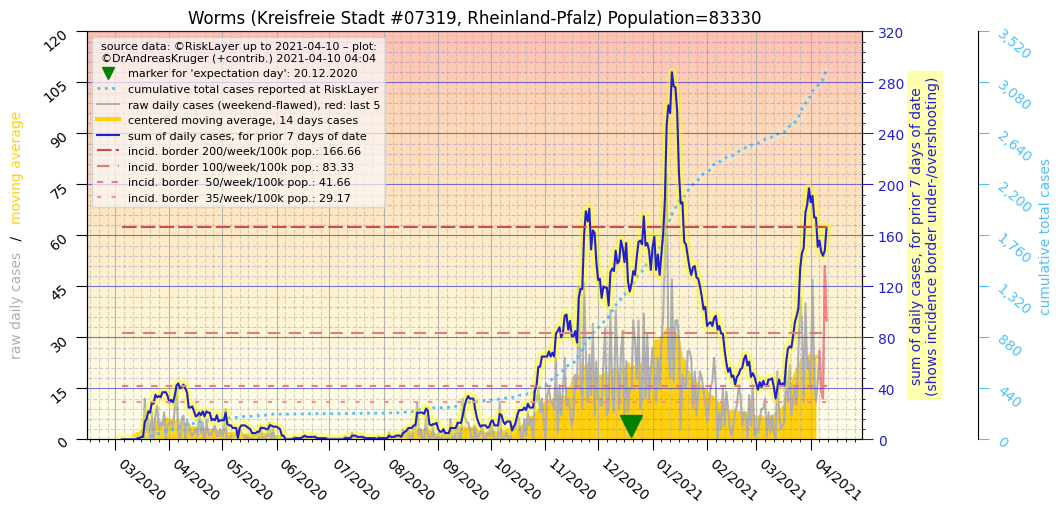 Worms (Kreisfreie Stadt #07319, Rheinland-Pfalz) Population=83330
source data: ©RiskLayer up to 2021-04-10 – plot:
©DrAndreasKruger (+contrib.) 2021-04-10 04:04
marker for 'expectation day': 20.12.2020
cumulative total cases reported at RiskLayer
raw daily cases (weekend-flawed), red: last 5
centered moving average, 14 days cases
sum of daily cases, for prior 7 days of date
incid. border 200/week/100k pop.: 166.66
incid. border 100/week/100k pop.: 83.33
incid. border  50/week/100k pop.: 41.66
incid. border  35/week/100k pop.: 29.17
raw daily cases / moving average
120
105
90
75
60
45
30
15
0
03/2020
04/2020
05/2020
06/2020
07/2020
08/2020
09/2020
10/2020
11/2020
12/2020
01/2021
02/2021
03/2021
04/2021
320
280
240
200
160
120
80
40
0
sum of daily cases, for prior 7 days of date
(shows incidence border under-/overshooting)
3,520
3,080
2,640
2,200
1,760
1,320
880
440
0
cumulative total cases